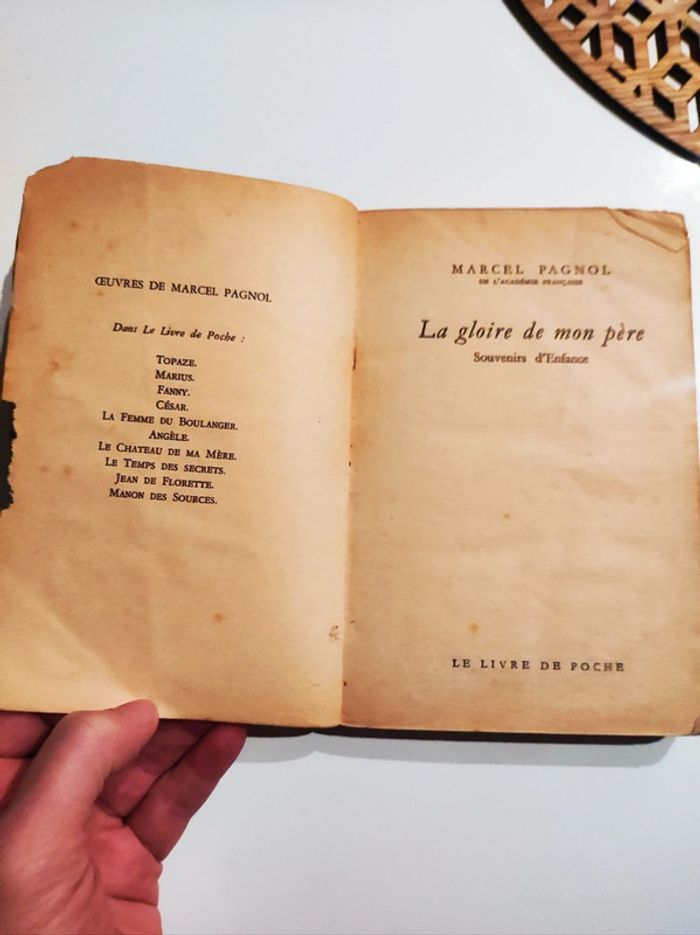 ŒUVRES DE MARCEL PAGNOL
Dans Le Livre de Poche :
TOPAZE.
MARIUS.
FANNY.
CÉSAR.
LA FEMME DU BOULANGER.
ANGÈLE.
LE CHATEAU DE MA MÈRE.
LE TEMPS DES SECRETS.
JEAN DE FLORETTE.
MANON DES SOURCES.
MARCEL PAGNOL
DE L'ACADÉMIE FRANÇAISE
La gloire de mon père
Souvenirs d'Enfance
LE LIVRE DE POCHE